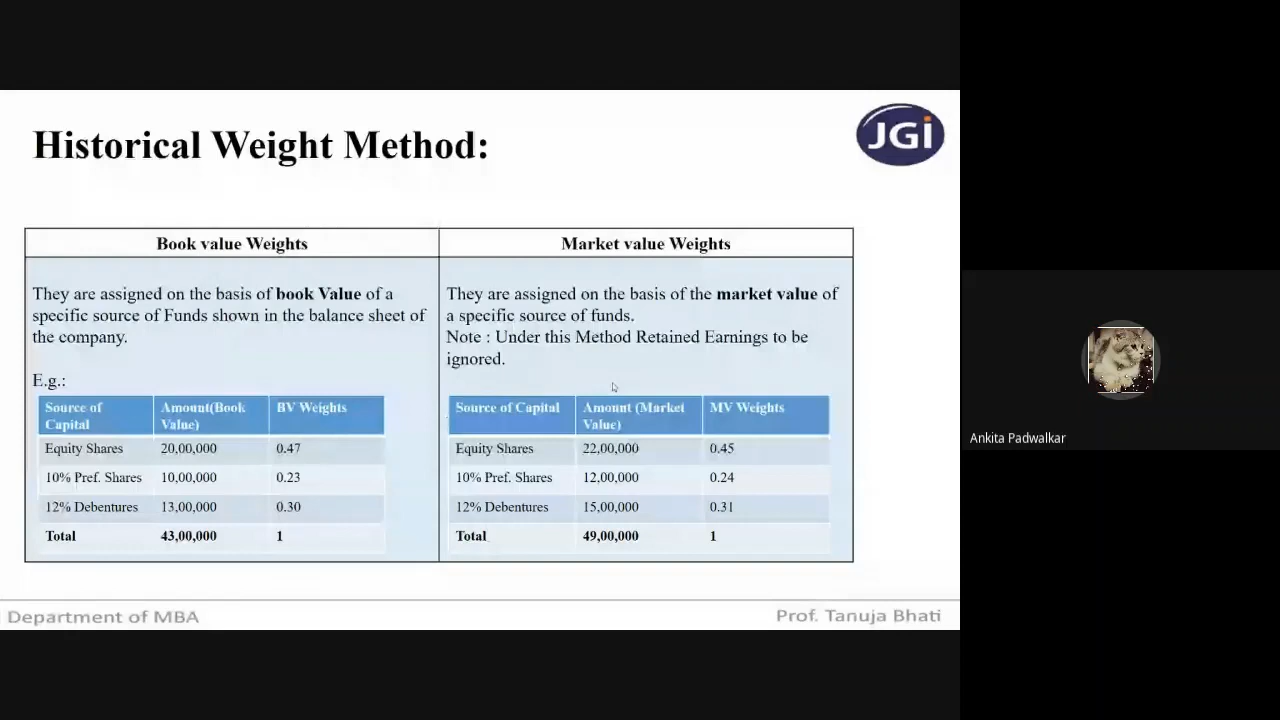 Historical Weight Method:
JGi
Book value Weights
They are assigned on the basis of book Value of a
specific source of Funds shown in the balance sheet of
the company.
E.g.:
Source of Capital Amount(Book Value) BV Weights
Equity Shares 20,00,000 0.47
10% Pref. Shares 10,00,000 0.23
12% Debentures 13,00,000 0.30
Total 43,00,000 1
Market value Weights
They are assigned on the basis of the market value of
a specific source of funds.
Note : Under this Method Retained Earnings to be
ignored.
Source of Capital Amount (Market Value) MV Weights
Equity Shares 22,00,000 0.45
10% Pref. Shares 12,00,000 0.24
12% Debentures 15,00,000 0.31
Total 49,00,000 1
Department of MBA
Prof. Tanuja Bhati
Ankita Padwalkar